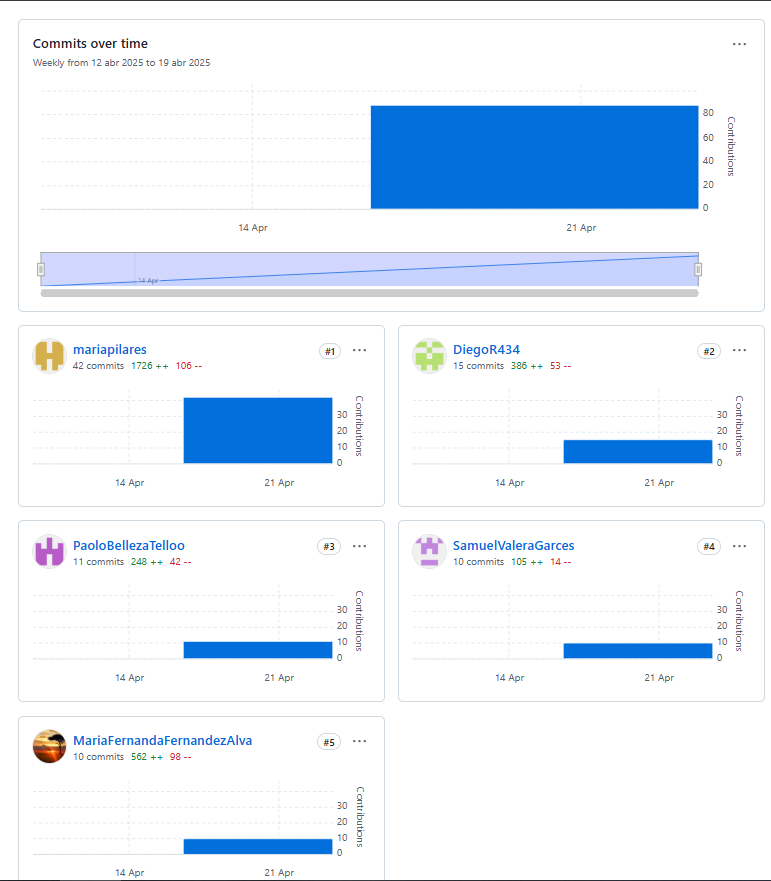 Commits over time
Weekly from 12 abr 2025 to 19 abr 2025
80
60
40
20
0
Contributions
14 Apr
21 Apr
14 Apr
mariapilares
#1
42 commits 1726 ++ 106 --
30
20
10
0
Contributions
14 Apr
21 Apr
DiegoR434
#2
15 commits 386 ++ 53 --
30
20
10
0
Contributions
14 Apr
21 Apr
PaoloBellezaTelloo
#3
11 commits 248 ++ 42 --
30
20
10
0
Contributions
14 Apr
21 Apr
SamuelValeraGarces
#4
10 commits 105 ++ 14 --
30
20
10
0
Contributions
14 Apr
21 Apr
MariaFernandaFernandezAlva
#5
10 commits 562 ++ 98 --
30
20
10
0
Contributions
14 Apr
21 Apr